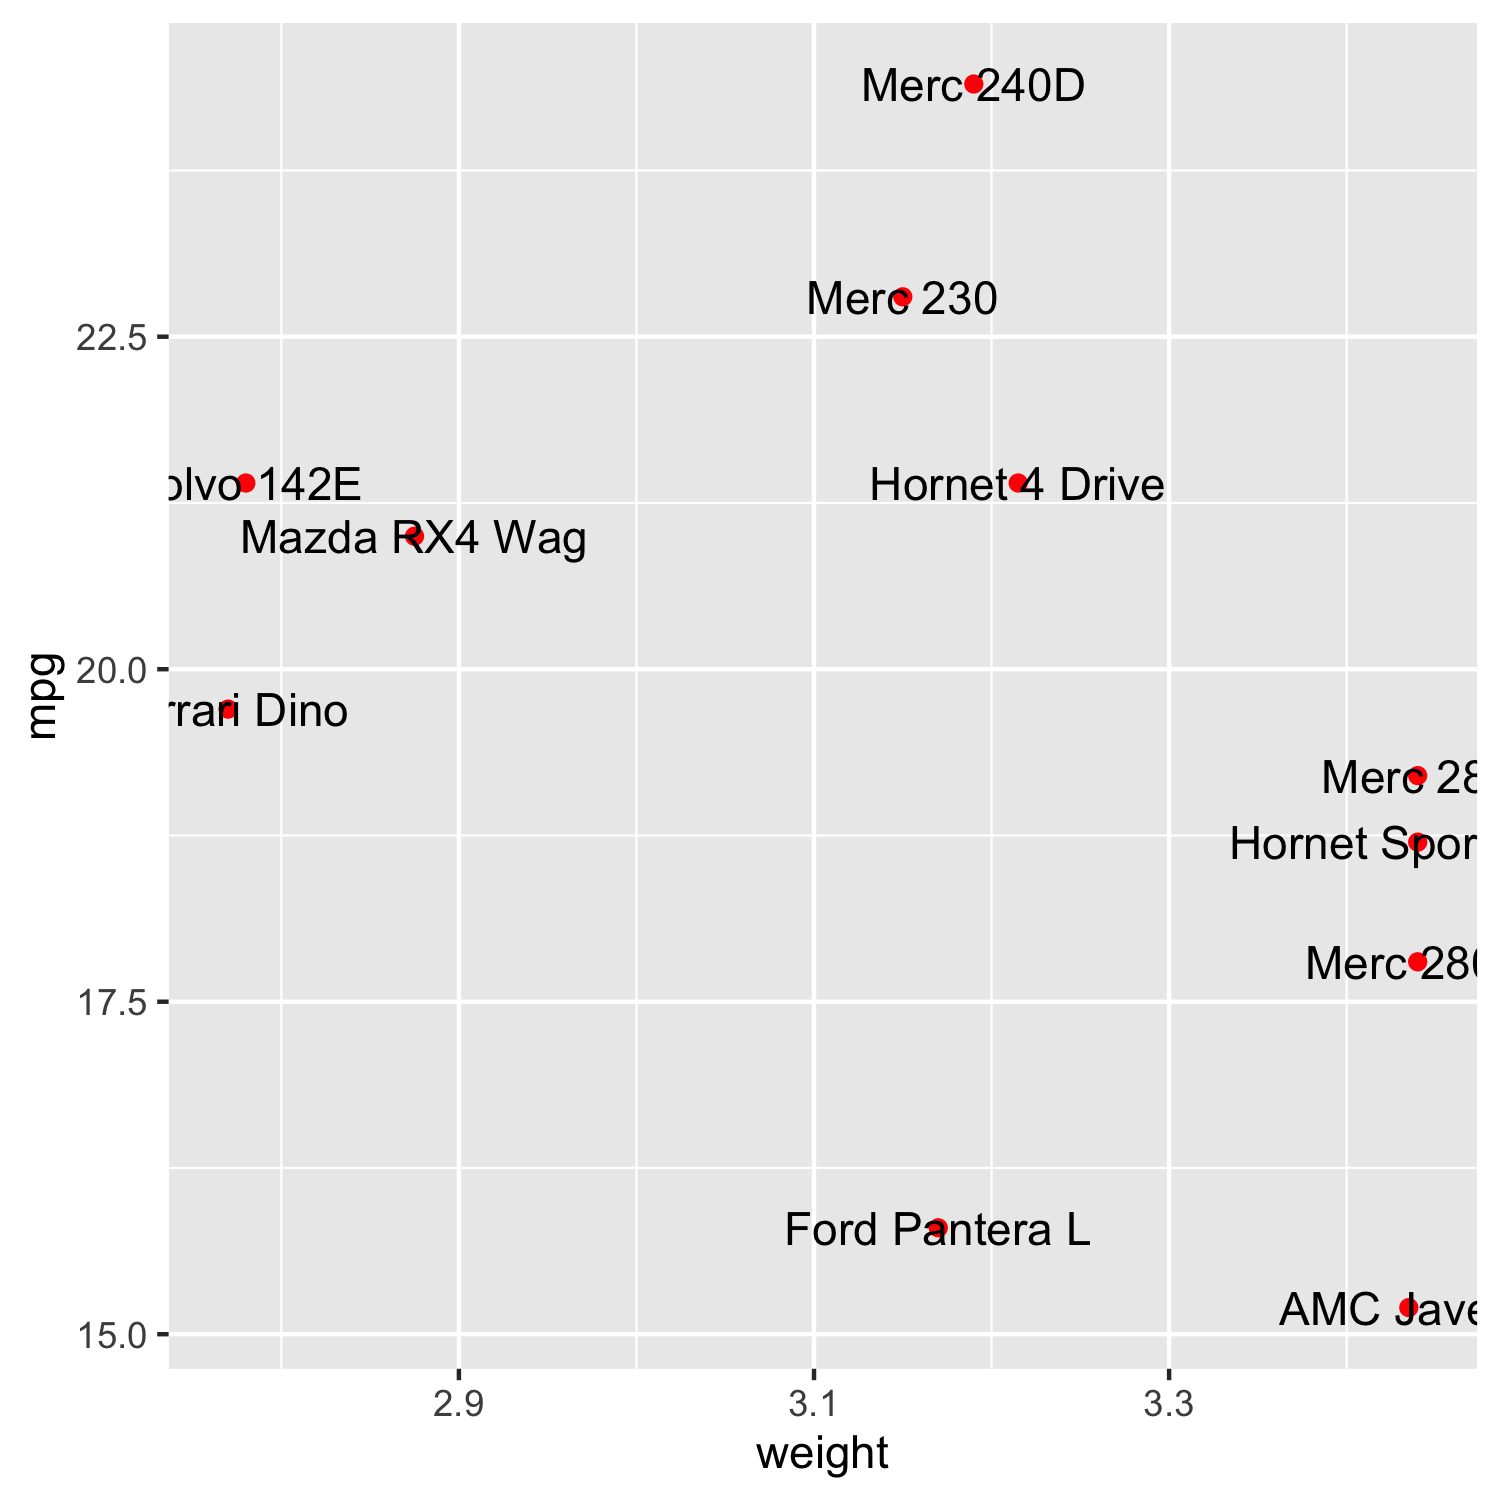 Merc 240D
Merc 230
22.5
olvo 142E
Hornet 4 Drive
Mazda RX4 Wag
mpg
20.0
rrari Dino
Merc 28
Hornet Spor
Merc 280
17.5
Ford Pantera L
AMC Jave
15.0
2.9
3.1
3.3
weight